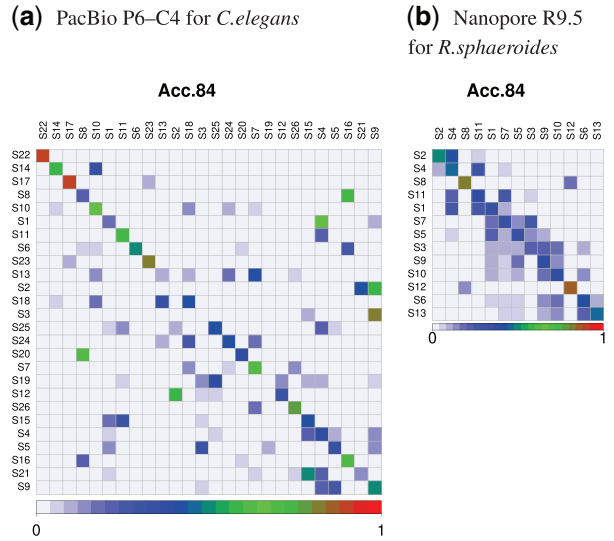 (a) PacBio P6–C4 for C.elegans
(b) Nanopore R9.5
for R.sphaeroides
Acc.84
S22 S14 S17 S8 S10 S1 S11 S6 S23 S13 S2 S18 S3 S25 S24 S20 S7 S19 S12 S26 S15 S4 S5 S16 S21 S9
S22
S14
S17
S8
S10
S1
S11
S6
S23
S13
S2
S18
S3
S25
S24
S20
S7
S19
S12
S26
S15
S4
S5
S16
S21
S9
0 1
Acc.84
S2 S4 S8 S11 S1 S7 S5 S3 S9 S10 S12 S6 S13
S2
S4
S8
S11
S1
S7
S5
S3
S9
S10
S12
S6
S13
0 1